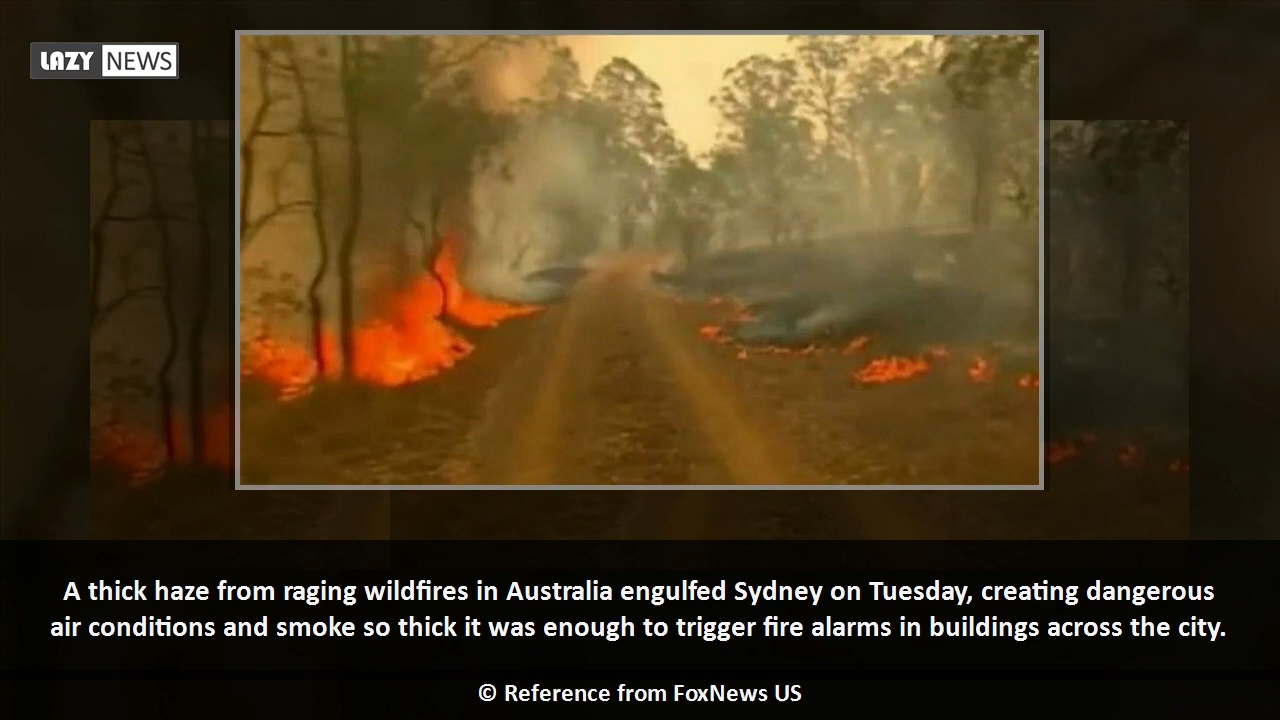 LAZY NEWS
A thick haze from raging wildfires in Australia engulfed Sydney on Tuesday, creating dangerous
air conditions and smoke so thick it was enough to trigger fire alarms in buildings across the city.
© Reference from FoxNews US